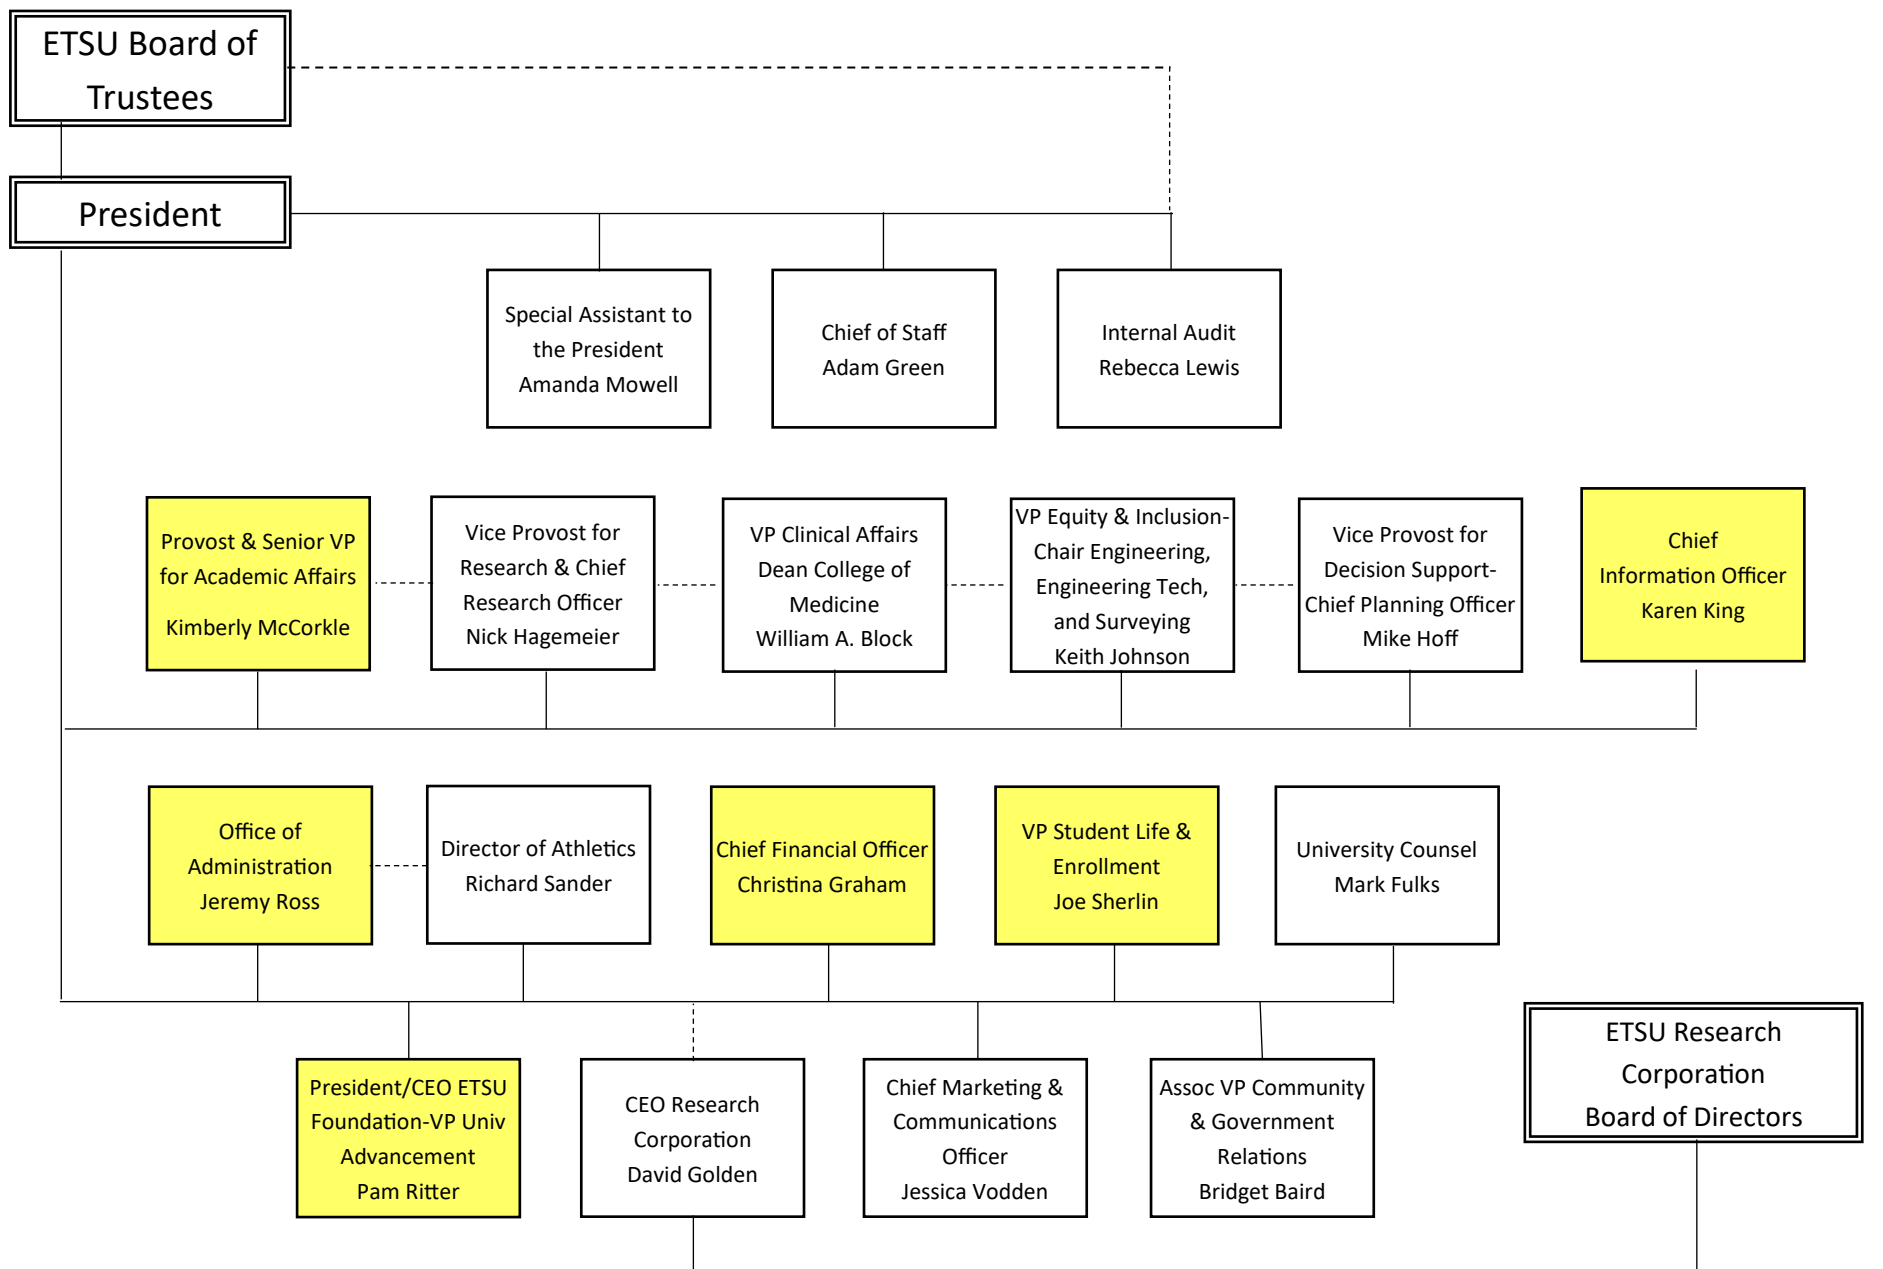 ETSU Board of
Trustees
President
Special Assistant to
the President
Amanda Mowell
Chief of Staff
Adam Green
Internal Audit
Rebecca Lewis
Provost & Senior VP
for Academic Affairs
Kimberly McCorkle
Vice Provost for
Research & Chief
Research Officer
Nick Hagemeier
VP Clinical Affairs
Dean College of
Medicine
William A. Block
VP Equity & Inclusion-
Chair Engineering,
Engineering Tech,
and Surveying
Keith Johnson
Vice Provost for
Decision Support-
Chief Planning Officer
Mike Hoff
Chief
Information Officer
Karen King
Office of
Administration
Jeremy Ross
Director of Athletics
Richard Sander
Chief Financial Officer
Christina Graham
VP Student Life &
Enrollment
Joe Sherlin
University Counsel
Mark Fulks
President/CEO ETSU
Foundation-VP Univ
Advancement
Pam Ritter
CEO Research
Corporation
David Golden
Chief Marketing &
Communications
Officer
Jessica Vodden
Assoc VP Community
& Government
Relations
Bridget Baird
ETSU Research
Corporation
Board of Directors